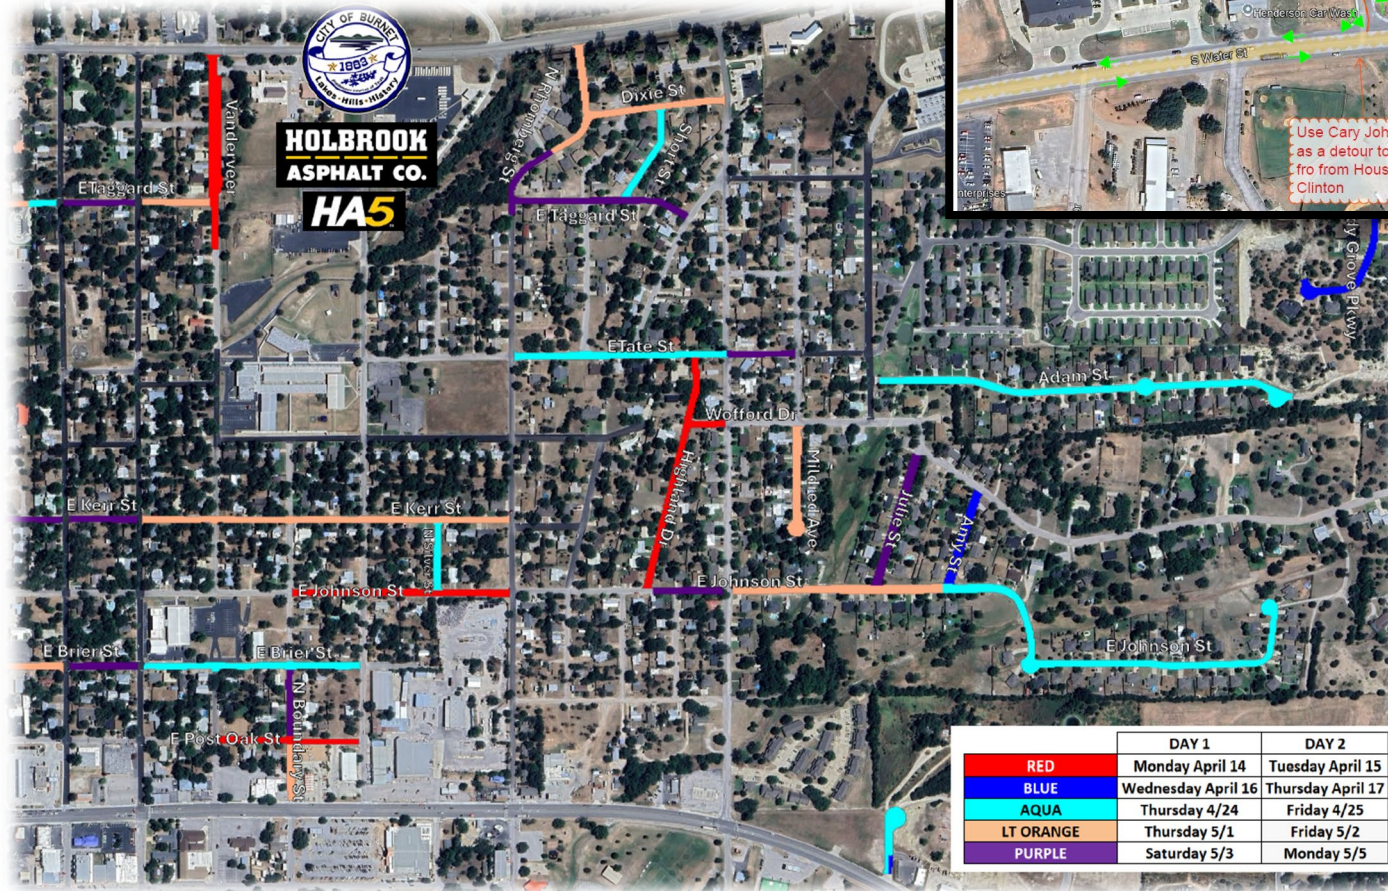 CITY OF BURNET
1883
Lakes - Hills - History
HOLBROOK
ASPHALT CO.
HA5
Henderson Car Wash
S Water St
Use Cary Joh
as a detour to
fro from Hous
Clinton
nterprises
Vanderveer
N Rhomberg St
Dixie St
Short St
E Taggard St
E Taggard St
ty Grove Pkwy
E Tate St
Adam St
Wofford Dr
Highland Dr
Mildred Ave
Julie St
Amy St
E Kerr St
E Kerr St
N Silver St
E Johnson St
E Johnson St
E Johnson St
E Brier St
E Brier St
N Boundary St
E Post Oak St
DAY 1 DAY 2
RED Monday April 14 Tuesday April 15
BLUE Wednesday April 16 Thursday April 17
AQUA Thursday 4/24 Friday 4/25
LT ORANGE Thursday 5/1 Friday 5/2
PURPLE Saturday 5/3 Monday 5/5